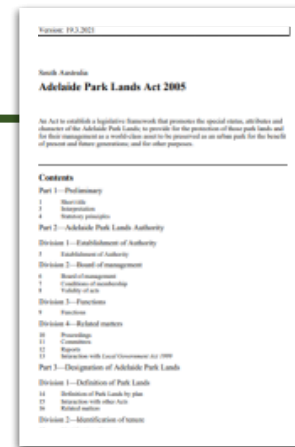 Version: 19.3.2021
South Australia
Adelaide Park Lands Act 2005
An Act to establish a legislative framework that promotes the special status, attributes and
character of the Adelaide Park Lands; to provide for the protection of those park lands and
for their management as a world-class asset to be preserved as an urban park for the benefit
of present and future generations; and for other purposes.
Contents
Part 1—Preliminary
1 Short title
3 Interpretation
4 Statutory principles
Part 2—Adelaide Park Lands Authority
Division 1—Establishment of Authority
5 Establishment of Authority
Division 2—Board of management
6 Board of management
7 Conditions of membership
8 Validity of acts
Division 3—Functions
9 Functions
Division 4—Related matters
10 Proceedings
11 Committees
12 Reports
13 Interaction with Local Government Act 1999
Part 3—Designation of Adelaide Park Lands
Division 1—Definition of Park Lands
14 Definition of Park Lands by plan
15 Interaction with other Acts
16 Related matters
Division 2—Identification of tenure